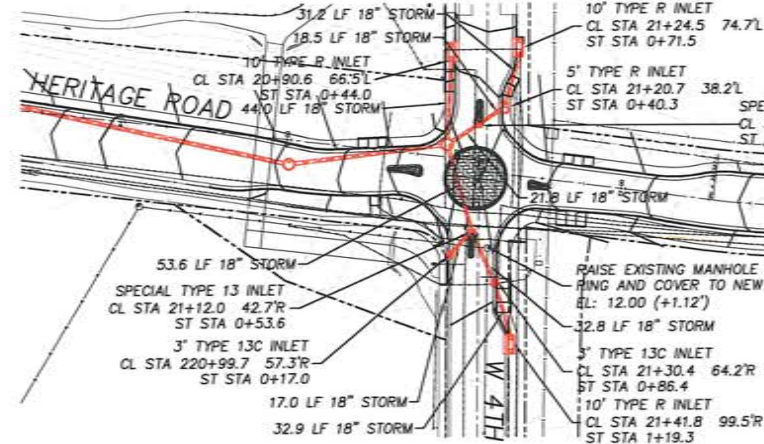 31.2 LF 18" STORM
18.5 LF 18" STORM
10' TYPE R INLET
CL STA 20+90.6 66.5'L
ST STA 0+44.0
44.0 LF 18" STORM
HERITAGE ROAD
10' TYPE R INLET
CL STA 21+24.5 74.7'L
ST STA 0+71.5
5' TYPE R INLET
CL STA 21+20.7 38.2'L
ST STA 0+40.3
SPE
CL
ST
21.8 LF 18" STORM
53.6 LF 18" STORM
SPECIAL TYPE 13 INLET
CL STA 21+12.0 42.7'R
ST STA 0+53.6
3' TYPE 13C INLET
CL STA 220+99.7 57.3'R
ST STA 0+17.0
17.0 LF 18" STORM
32.9 LF 18" STORM
W 4TH
RAISE EXISTING MANHOLE
RING AND COVER TO NEW
EL: 12.00 (+1.12')
32.8 LF 18" STORM
3' TYPE 13C INLET
CL STA 21+30.4 64.2'R
ST STA 0+86.4
10' TYPE R INLET
CL STA 21+41.8 99.5'R
ST STA 1+19.3